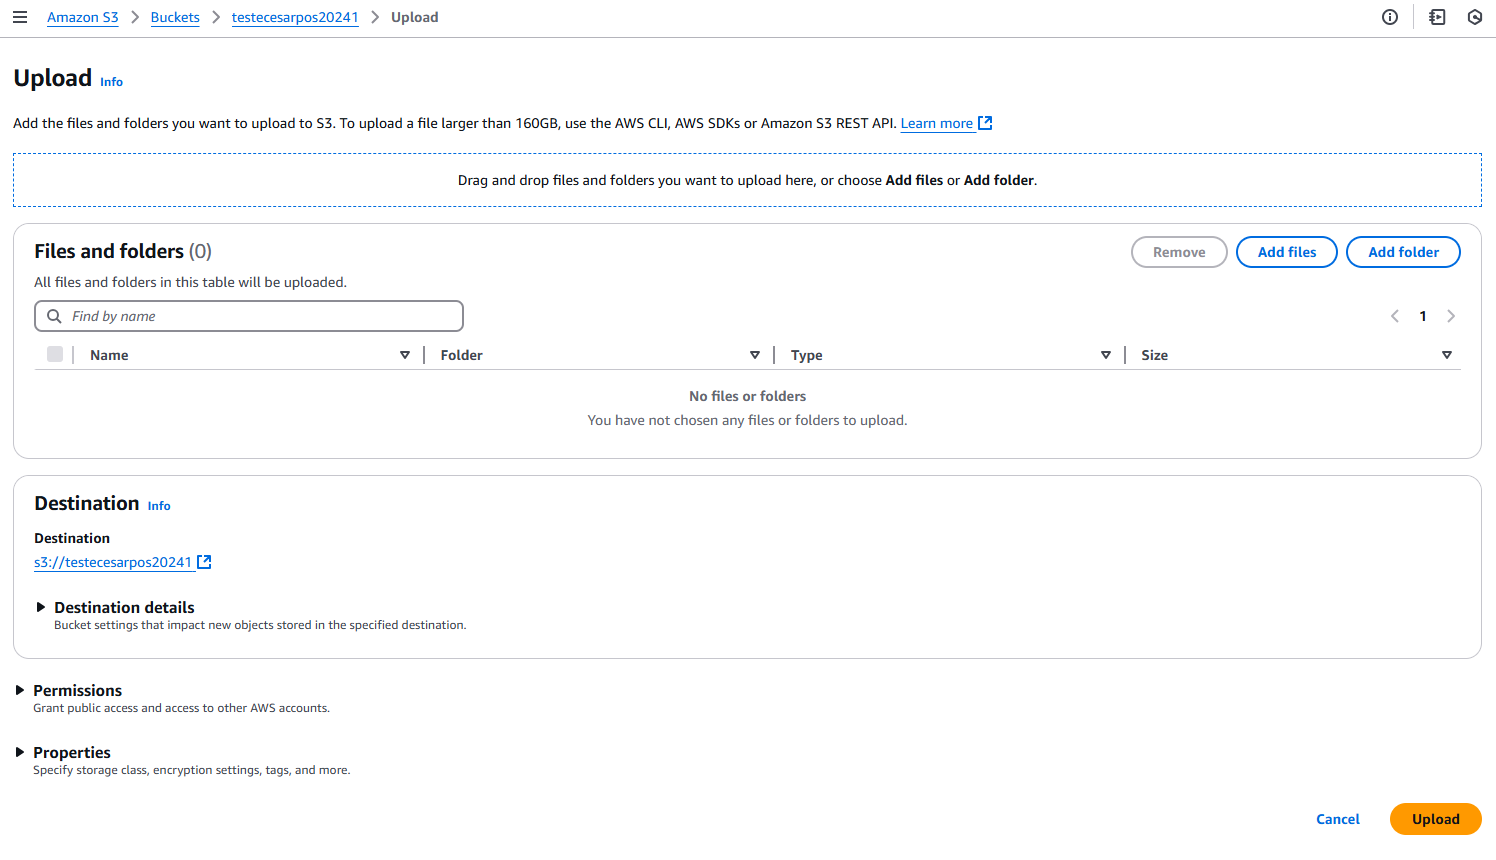 Amazon S3 > Buckets > testecesarpos20241 > Upload
Upload Info
Add the files and folders you want to upload to S3. To upload a file larger than 160GB, use the AWS CLI, AWS SDKs or Amazon S3 REST API. Learn more
Drag and drop files and folders you want to upload here, or choose Add files or Add folder.
Files and folders (0)
Remove
Add files
Add folder
All files and folders in this table will be uploaded.
Find by name
1
Name
Folder
Type
Size
No files or folders
You have not chosen any files or folders to upload.
Destination Info
Destination
s3://testecesarpos20241
Destination details
Bucket settings that impact new objects stored in the specified destination.
Permissions
Grant public access and access to other AWS accounts.
Properties
Specify storage class, encryption settings, tags, and more.
Cancel
Upload